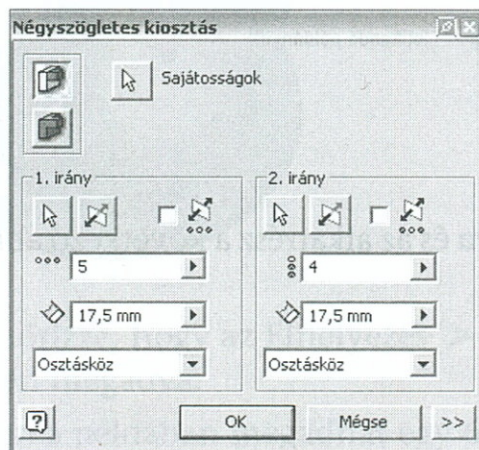 Négyszögletes kiosztás
Sajátosságok
1. irány
2. irány
5
4
17,5 mm
17,5 mm
Osztásköz
Osztásköz
OK
Mégse
>>